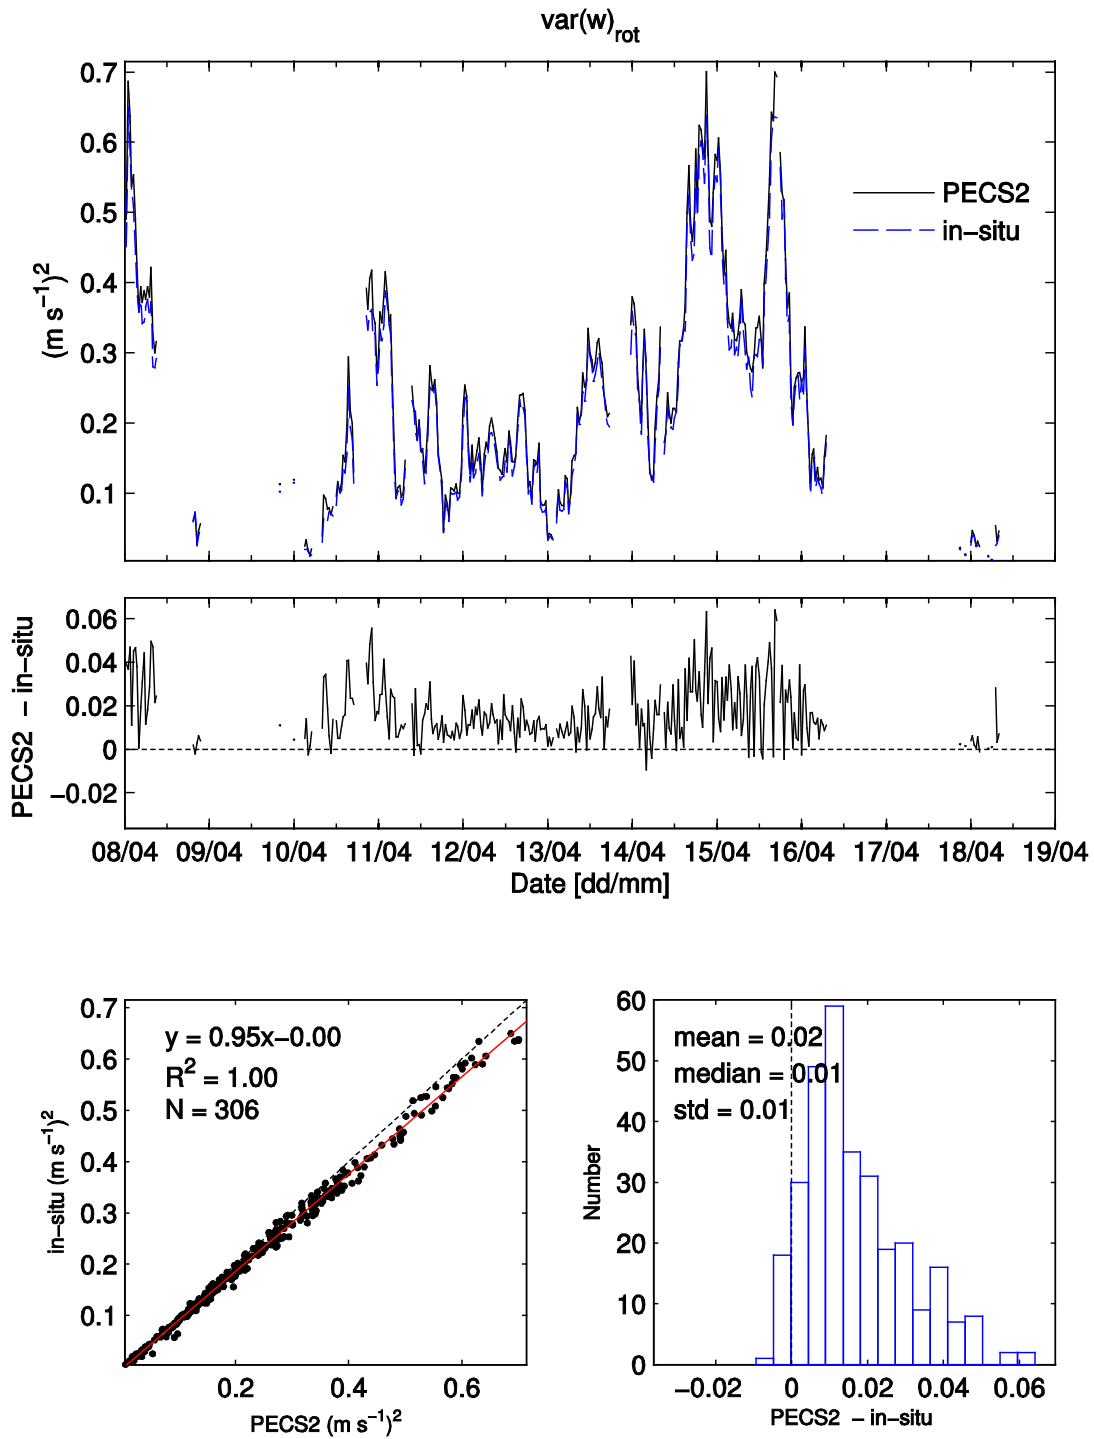 var(w)rot
(m s−1)2
0.7
0.6
0.5
0.4
0.3
0.2
0.1
PECS2
in−situ
PECS2 − in−situ
0.06
0.04
0.02
0
−0.02
08/04 09/04 10/04 11/04 12/04 13/04 14/04 15/04 16/04 17/04 18/04 19/04
Date [dd/mm]
in−situ (m s−1)2
0.7
0.6
0.5
0.4
0.3
0.2
0.1
y = 0.95x−0.00
R2 = 1.00
N = 306
0.2 0.4 0.6
PECS2 (m s−1)2
Number
60
50
40
30
20
10
0
mean = 0.02
median = 0.01
std = 0.01
−0.02 0 0.02 0.04 0.06
PECS2 − in−situ